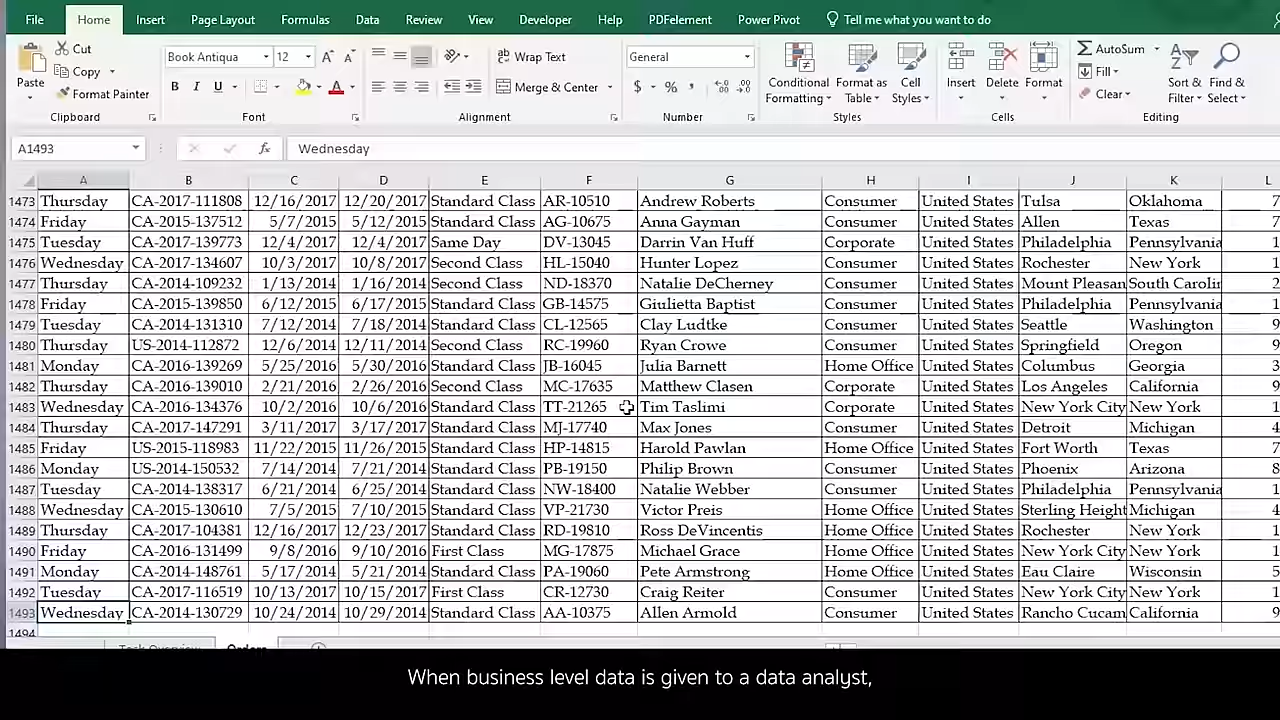 File Home Insert Page Layout Formulas Data Review View Developer Help PDFelement Power Pivot Tell me what you want to do
Paste
Cut
Copy
Format Painter
Clipboard
Book Antiqua 12
B I U
Font
Wrap Text
Merge & Center
Alignment
General
$ % ,
Number
Conditional Formatting
Format as Table
Cell Styles
Styles
Insert Delete Format
Cells
AutoSum
Fill
Clear
Sort & Filter
Find & Select
Editing
A1493 fx Wednesday
A B C D E F G H I J K L
1473 Thursday CA-2017-111808 12/16/2017 12/20/2017 Standard Class AR-10510 Andrew Roberts Consumer United States Tulsa Oklahoma 7
1474 Friday CA-2015-137512 5/7/2015 5/12/2015 Standard Class AG-10675 Anna Gayman Consumer United States Allen Texas 7
1475 Tuesday CA-2017-139773 12/4/2017 12/4/2017 Same Day DV-13045 Darrin Van Huff Corporate United States Philadelphia Pennsylvania 1
1476 Wednesday CA-2017-134607 10/3/2017 10/8/2017 Second Class HL-15040 Hunter Lopez Consumer United States Rochester New York 1
1477 Thursday CA-2014-109232 1/13/2014 1/16/2014 Second Class ND-18370 Natalie DeCherney Consumer United States Mount Pleasan South Carolin 2
1478 Friday CA-2015-139850 6/12/2015 6/17/2015 Standard Class GB-14575 Giulietta Baptist Consumer United States Philadelphia Pennsylvania 1
1479 Tuesday CA-2014-131310 7/12/2014 7/18/2014 Standard Class CL-12565 Clay Ludtke Consumer United States Seattle Washington 9
1480 Thursday US-2014-112872 12/6/2014 12/11/2014 Second Class RC-19960 Ryan Crowe Consumer United States Springfield Oregon 9
1481 Monday CA-2016-139269 5/25/2016 5/30/2016 Standard Class JB-16045 Julia Barnett Home Office United States Columbus Georgia 3
1482 Thursday CA-2016-139010 2/21/2016 2/26/2016 Second Class MC-17635 Matthew Clasen Corporate United States Los Angeles California 9
1483 Wednesday CA-2016-134376 10/2/2016 10/6/2016 Standard Class TT-21265 Tim Taslimi Corporate United States New York City New York 1
1484 Thursday CA-2017-147291 3/11/2017 3/17/2017 Standard Class MJ-17740 Max Jones Consumer United States Detroit Michigan 4
1485 Friday US-2015-118983 11/22/2015 11/26/2015 Standard Class HP-14815 Harold Pawlan Home Office United States Fort Worth Texas 7
1486 Monday US-2014-150532 7/14/2014 7/21/2014 Standard Class PB-19150 Philip Brown Consumer United States Phoenix Arizona 8
1487 Tuesday CA-2014-138317 6/21/2014 6/25/2014 Standard Class NW-18400 Natalie Webber Consumer United States Philadelphia Pennsylvania 1
1488 Wednesday CA-2015-130610 7/5/2015 7/10/2015 Standard Class VP-21730 Victor Preis Home Office United States Sterling Height Michigan 4
1489 Thursday CA-2017-104381 12/16/2017 12/23/2017 Standard Class RD-19810 Ross DeVincentis Home Office United States Rochester New York 1
1490 Friday CA-2016-131499 9/8/2016 9/10/2016 First Class MG-17875 Michael Grace Home Office United States New York City New York 1
1491 Monday CA-2014-148761 5/17/2014 5/21/2014 Standard Class PA-19060 Pete Armstrong Home Office United States Eau Claire Wisconsin 5
1492 Tuesday CA-2017-116519 10/13/2017 10/15/2017 First Class CR-12730 Craig Reiter Consumer United States New York City New York 1
1493 Wednesday CA-2014-130729 10/24/2014 10/29/2014 Standard Class AA-10375 Allen Arnold Consumer United States Rancho Cucam California 9
1494
Task Overview Orders
When business level data is given to a data analyst,